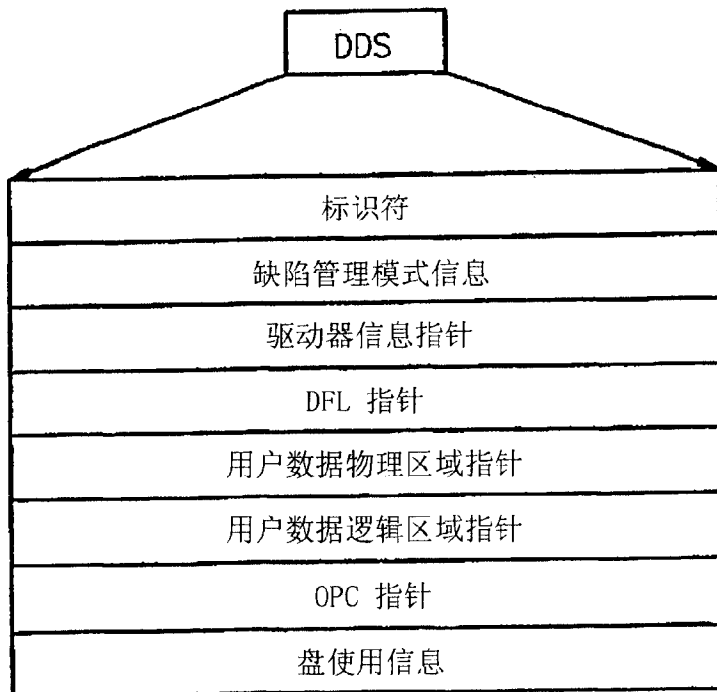 DDS
标识符
缺陷管理模式信息
驱动器信息指针
DFL 指针
用户数据物理区域指针
用户数据逻辑区域指针
OPC 指针
盘使用信息